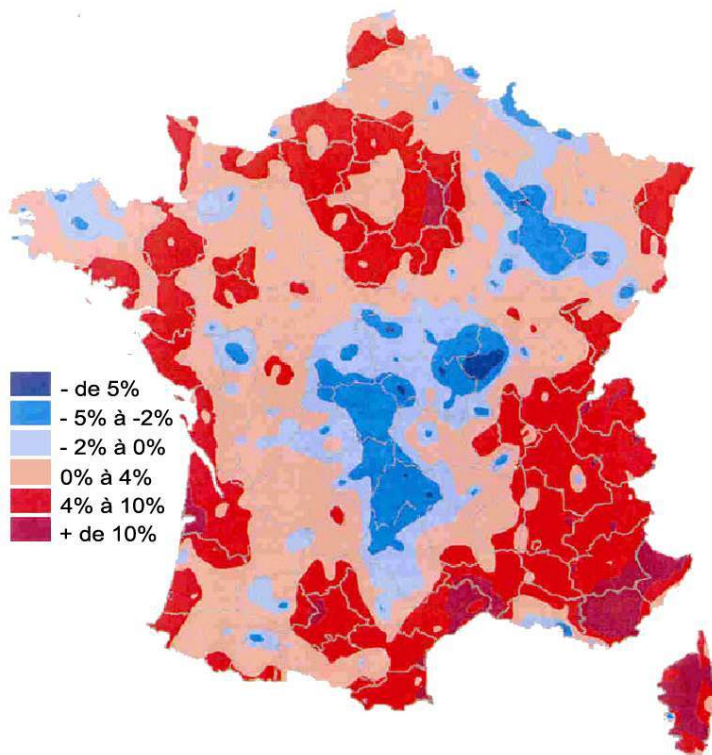 - de 5%
- 5% à -2%
- 2% à 0%
0% à 4%
4% à 10%
+ de 10%